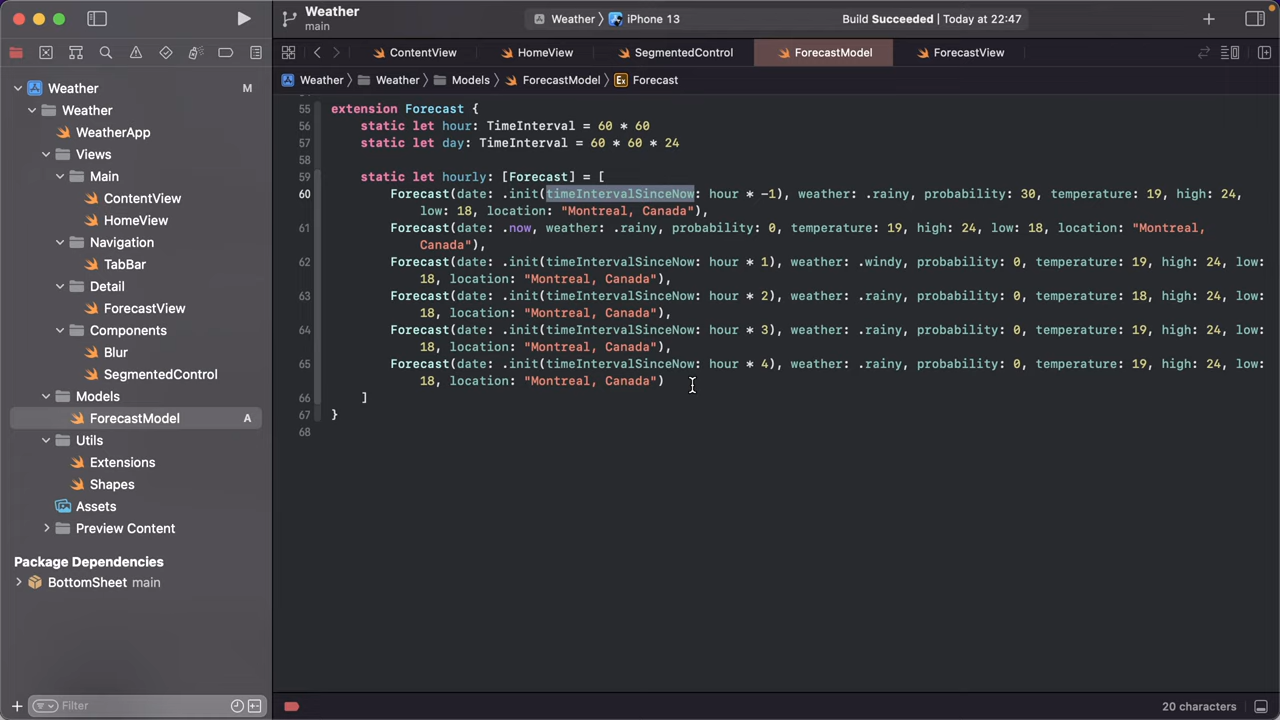 Weather
main
Weather
iPhone 13
Build Succeeded | Today at 22:47
ContentView
HomeView
SegmentedControl
ForecastModel
ForecastView
Weather
Weather
Models
ForecastModel
Ex Forecast
Weather M
Weather
WeatherApp
Views
Main
ContentView
HomeView
Navigation
TabBar
Detail
ForecastView
Components
Blur
SegmentedControl
Models
ForecastModel A
Utils
Extensions
Shapes
Assets
Preview Content
Package Dependencies
BottomSheet main
Filter
55 extension Forecast {
56 static let hour: TimeInterval = 60 * 60
57 static let day: TimeInterval = 60 * 60 * 24
58
59 static let hourly: [Forecast] = [
60 Forecast(date: .init(timeIntervalSinceNow: hour * -1), weather: .rainy, probability: 30, temperature: 19, high: 24,
low: 18, location: "Montreal, Canada"),
61 Forecast(date: .now, weather: .rainy, probability: 0, temperature: 19, high: 24, low: 18, location: "Montreal,
Canada"),
62 Forecast(date: .init(timeIntervalSinceNow: hour * 1), weather: .windy, probability: 0, temperature: 19, high: 24, low:
18, location: "Montreal, Canada"),
63 Forecast(date: .init(timeIntervalSinceNow: hour * 2), weather: .rainy, probability: 0, temperature: 18, high: 24, low:
18, location: "Montreal, Canada"),
64 Forecast(date: .init(timeIntervalSinceNow: hour * 3), weather: .rainy, probability: 0, temperature: 19, high: 24, low:
18, location: "Montreal, Canada"),
65 Forecast(date: .init(timeIntervalSinceNow: hour * 4), weather: .rainy, probability: 0, temperature: 19, high: 24, low:
18, location: "Montreal, Canada")
66 ]
67 }
68
20 characters